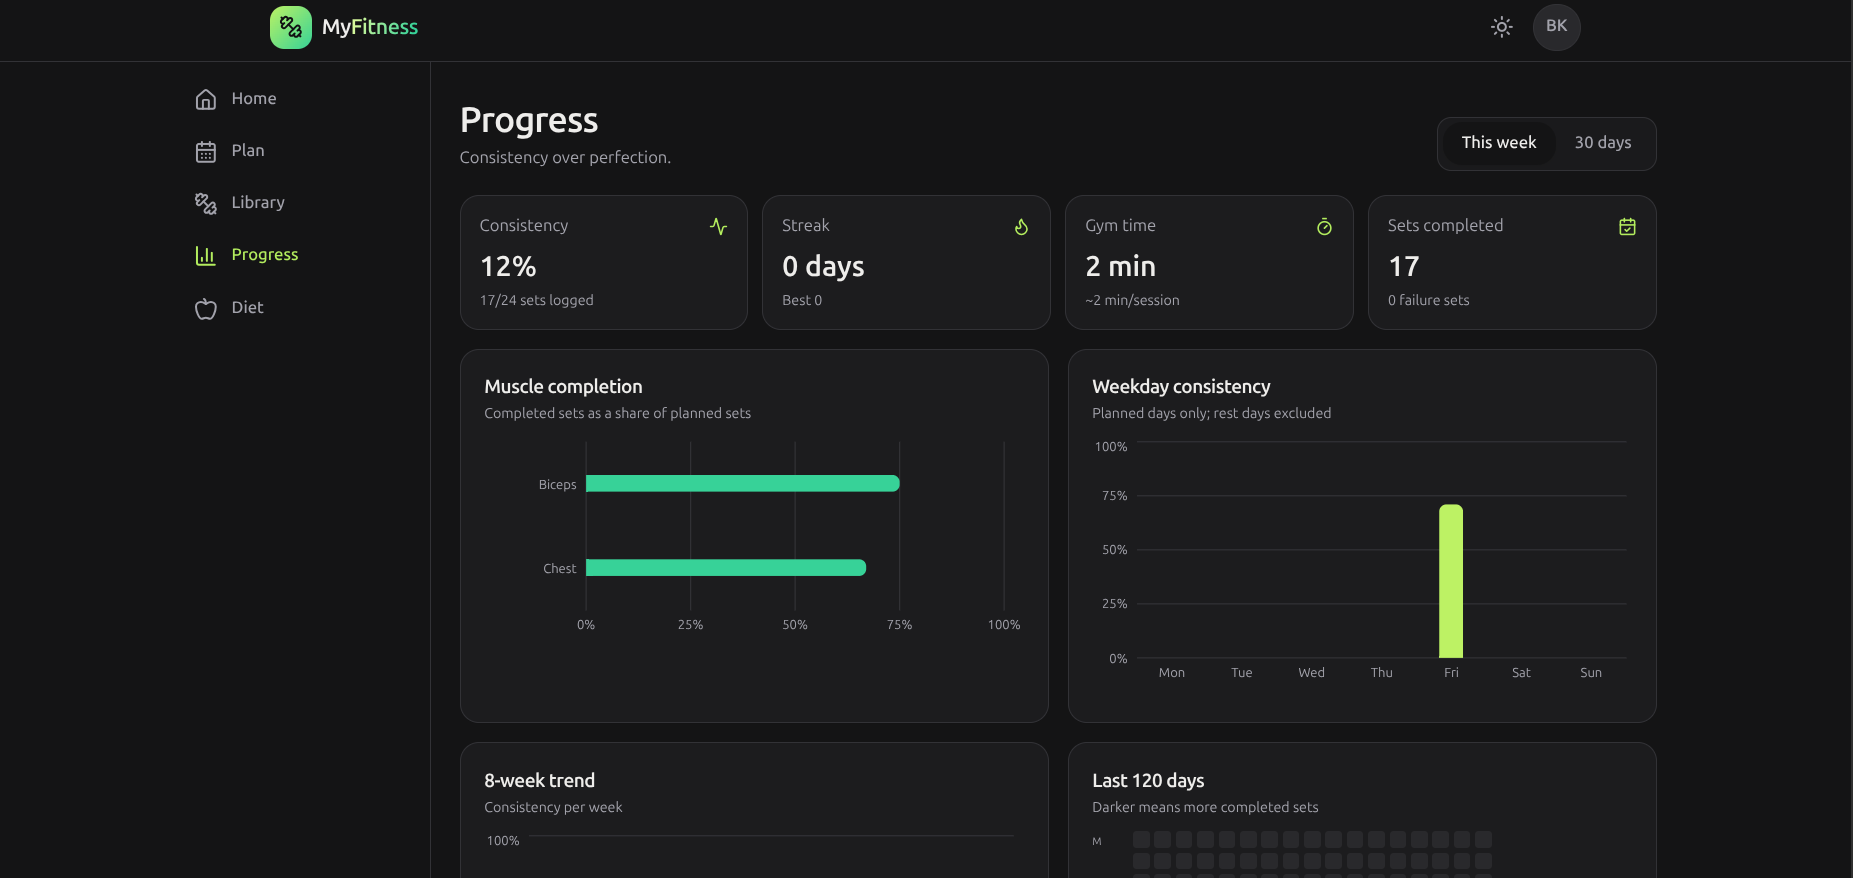 MyFitness
BK
Home
Plan
Library
Progress
Diet
Progress
Consistency over perfection.
This week
30 days
Consistency
12%
17/24 sets logged
Streak
0 days
Best 0
Gym time
2 min
~2 min/session
Sets completed
17
0 failure sets
Muscle completion
Completed sets as a share of planned sets
Biceps
Chest
0% 25% 50% 75% 100%
Weekday consistency
Planned days only; rest days excluded
100%
75%
50%
25%
0%
Mon Tue Wed Thu Fri Sat Sun
8-week trend
Consistency per week
100%
Last 120 days
Darker means more completed sets
M